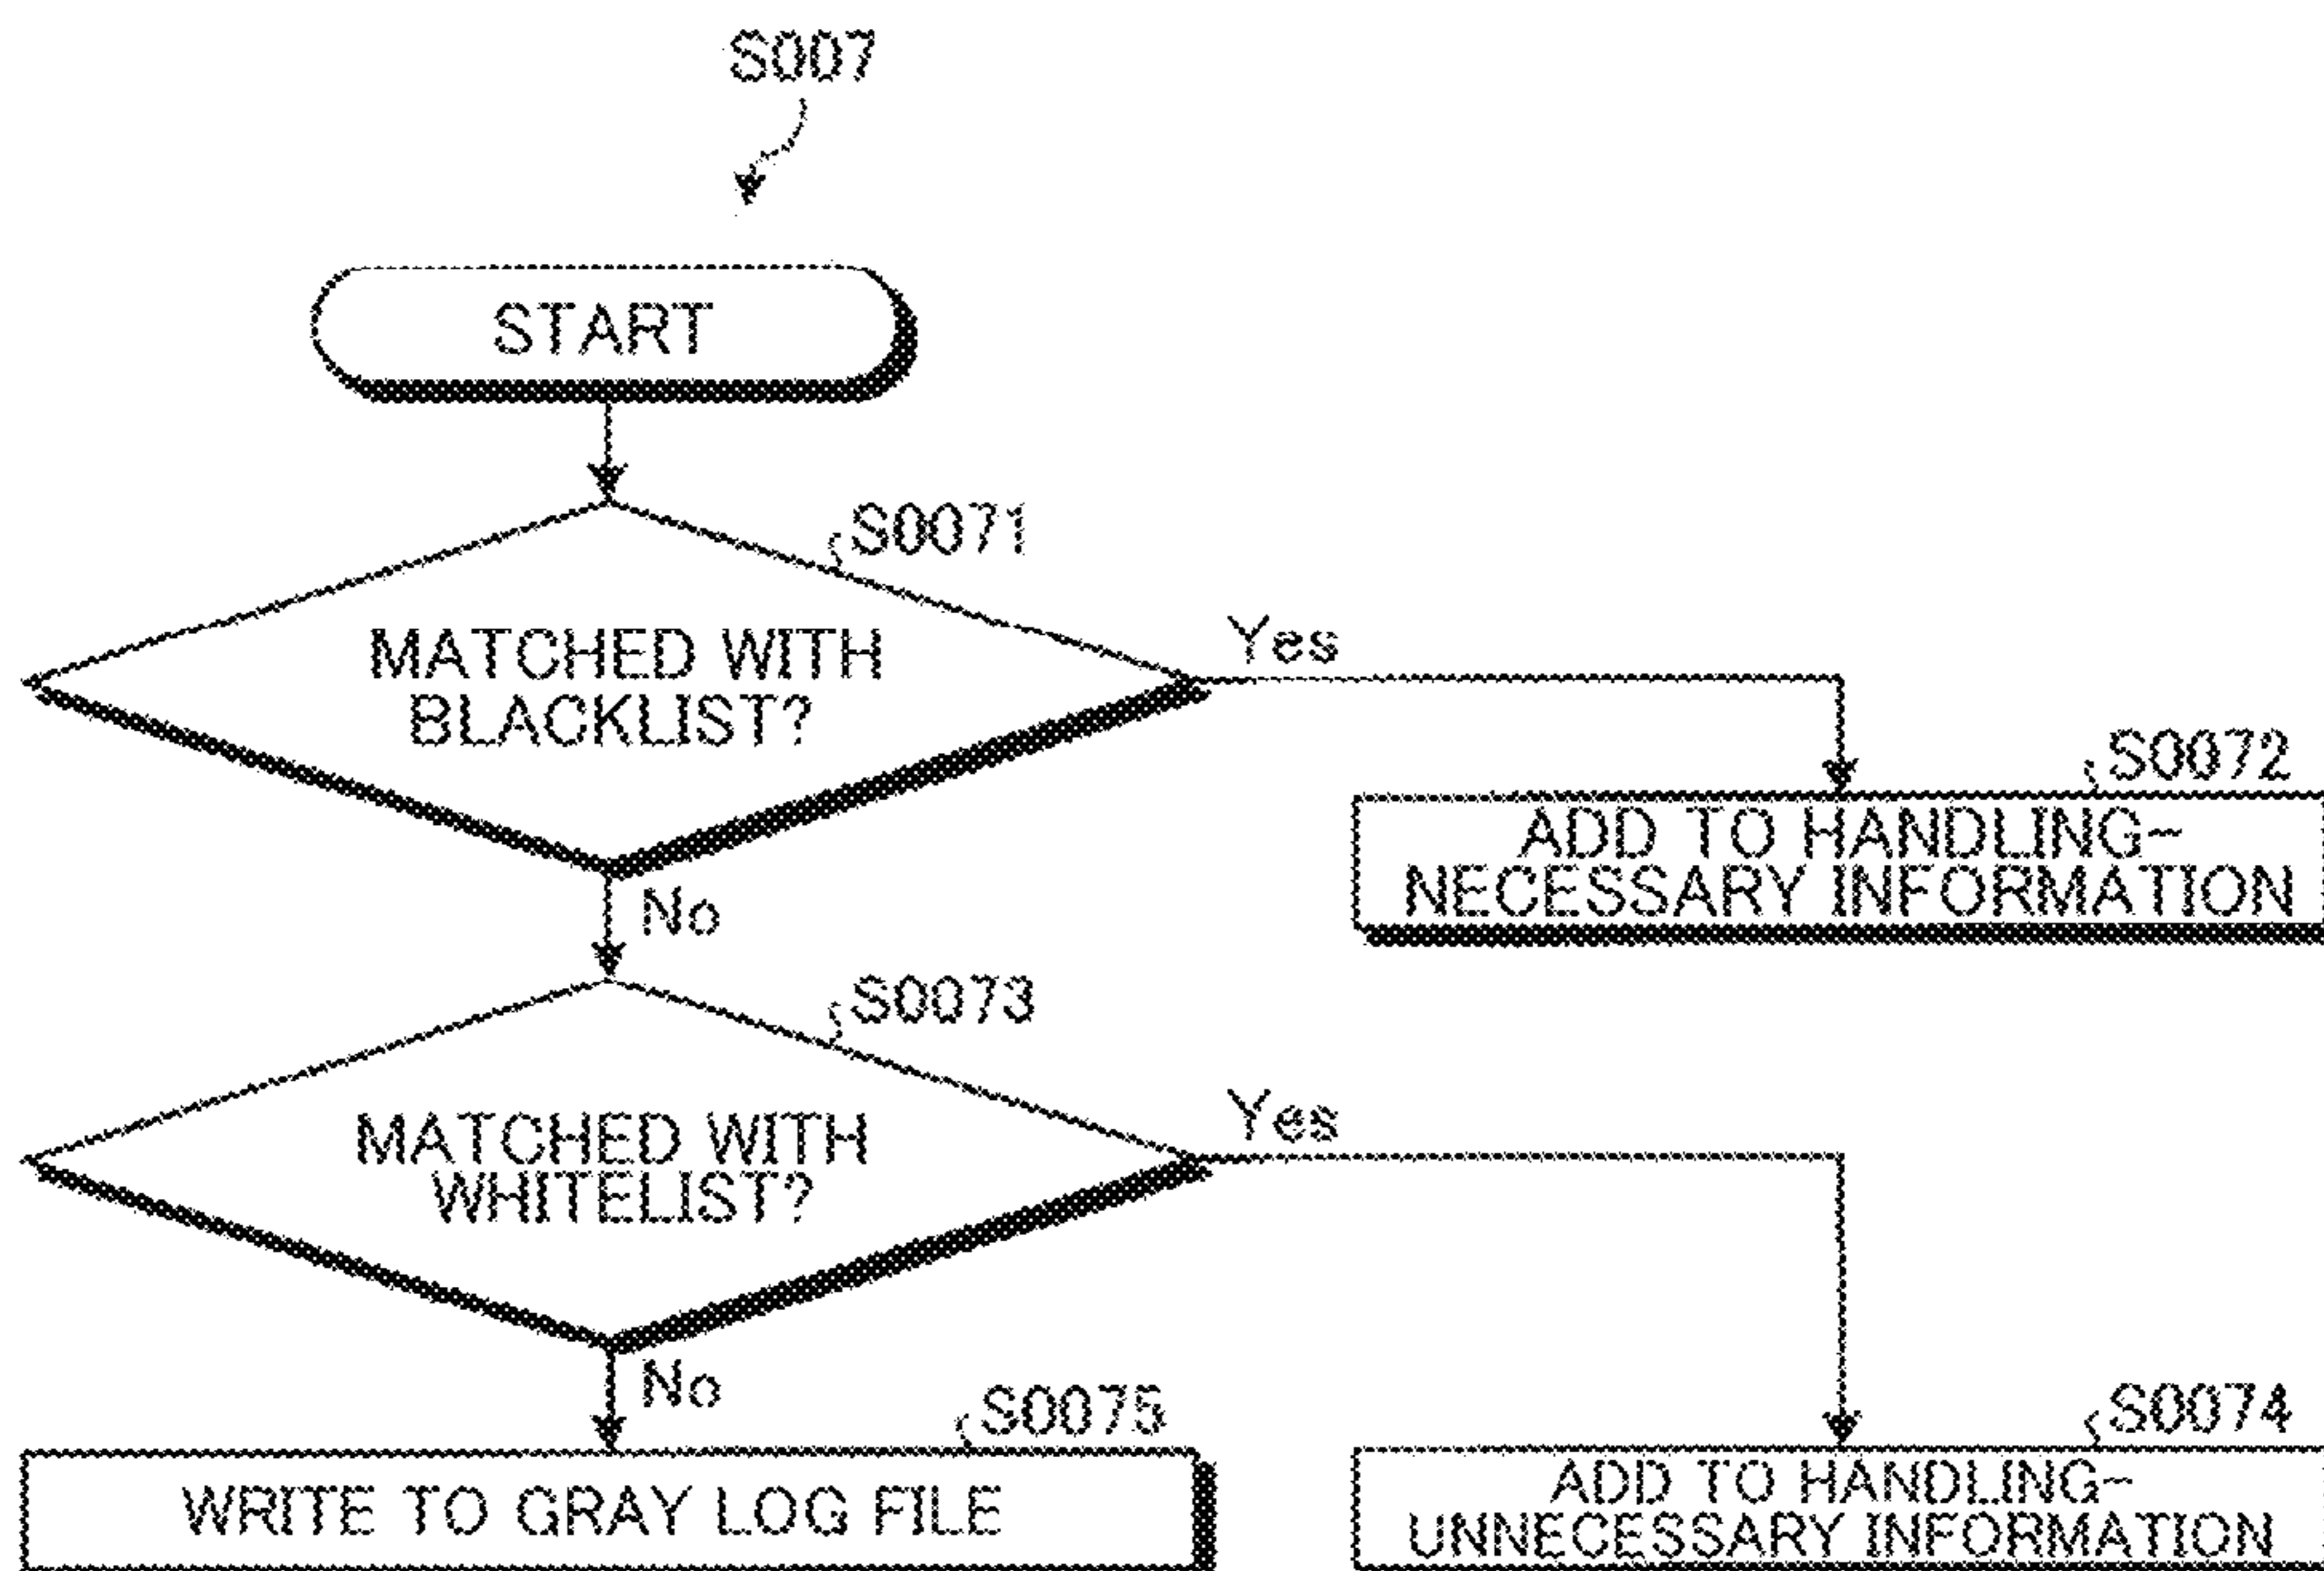 S007
START
S0071
MATCHED WITH
BLACKLIST?
Yes
S0072
ADD TO HANDLING-
NECESSARY INFORMATION
No
S0073
MATCHED WITH
WHITELIST?
Yes
No
S0075
WRITE TO GRAY LOG FILE
S0074
ADD TO HANDLING-
UNNECESSARY INFORMATION